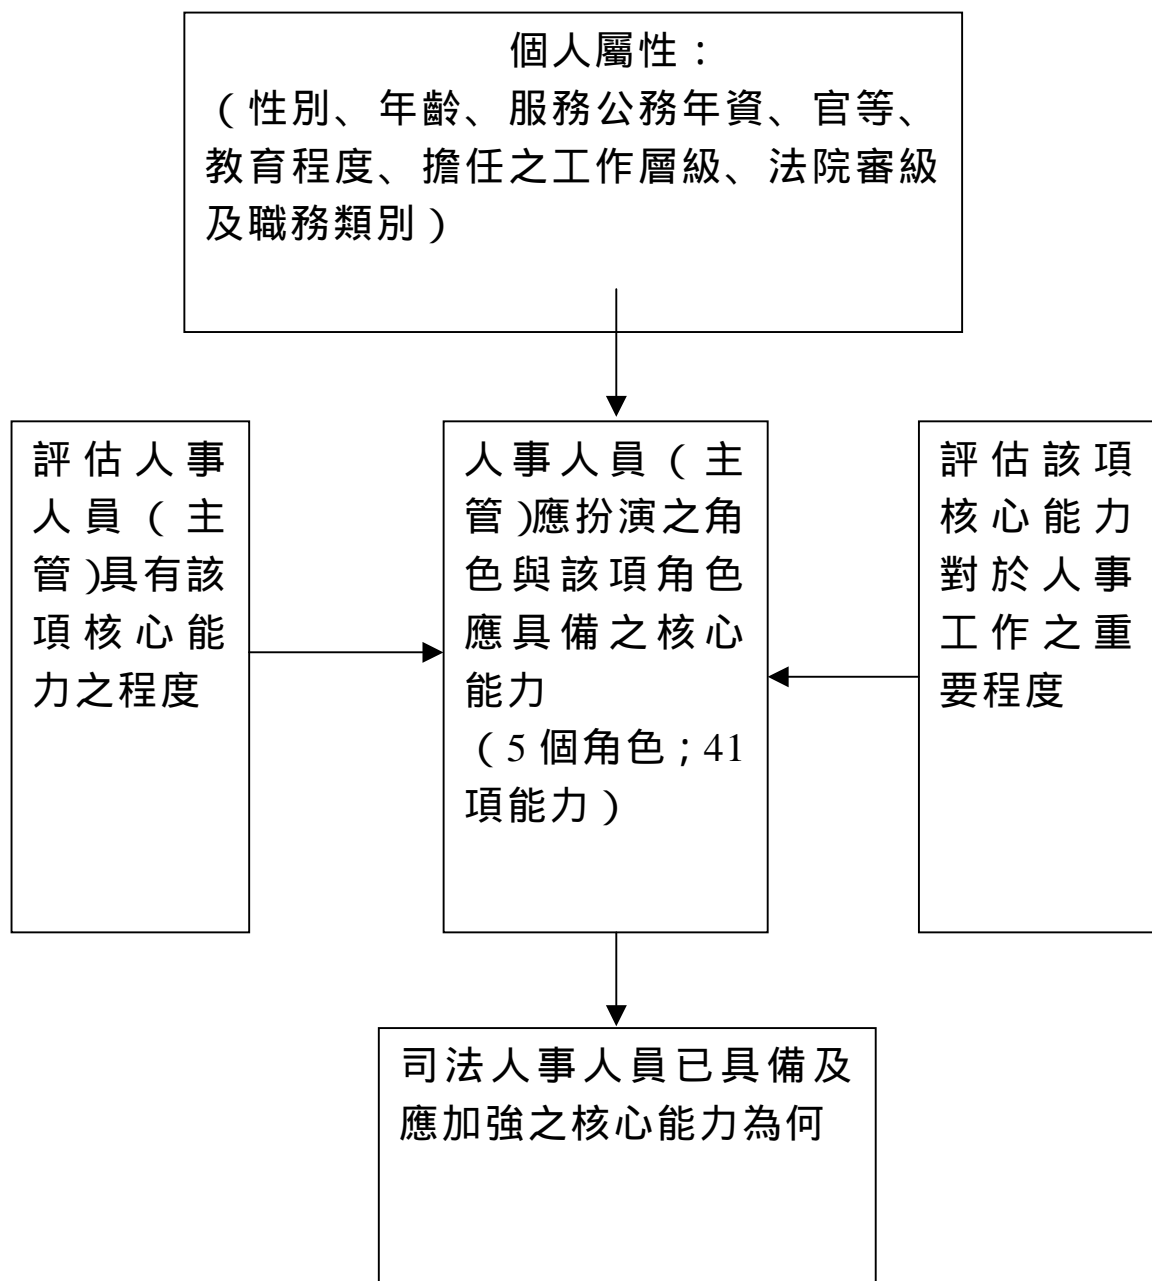 個人屬性：
（性別、年齡、服務公務年資、官等、
教育程度、擔任之工作層級、法院審級
及職務類別）
評估人事
人員（主
管）具有該
項核心能
力之程度
人事人員（主
管）應扮演之角
色與該項角色
應具備之核心
能力
（5 個角色；41
項能力）
評估該項
核心能力
對於人事
工作之重
要程度
司法人事人員已具備及
應加強之核心能力為何